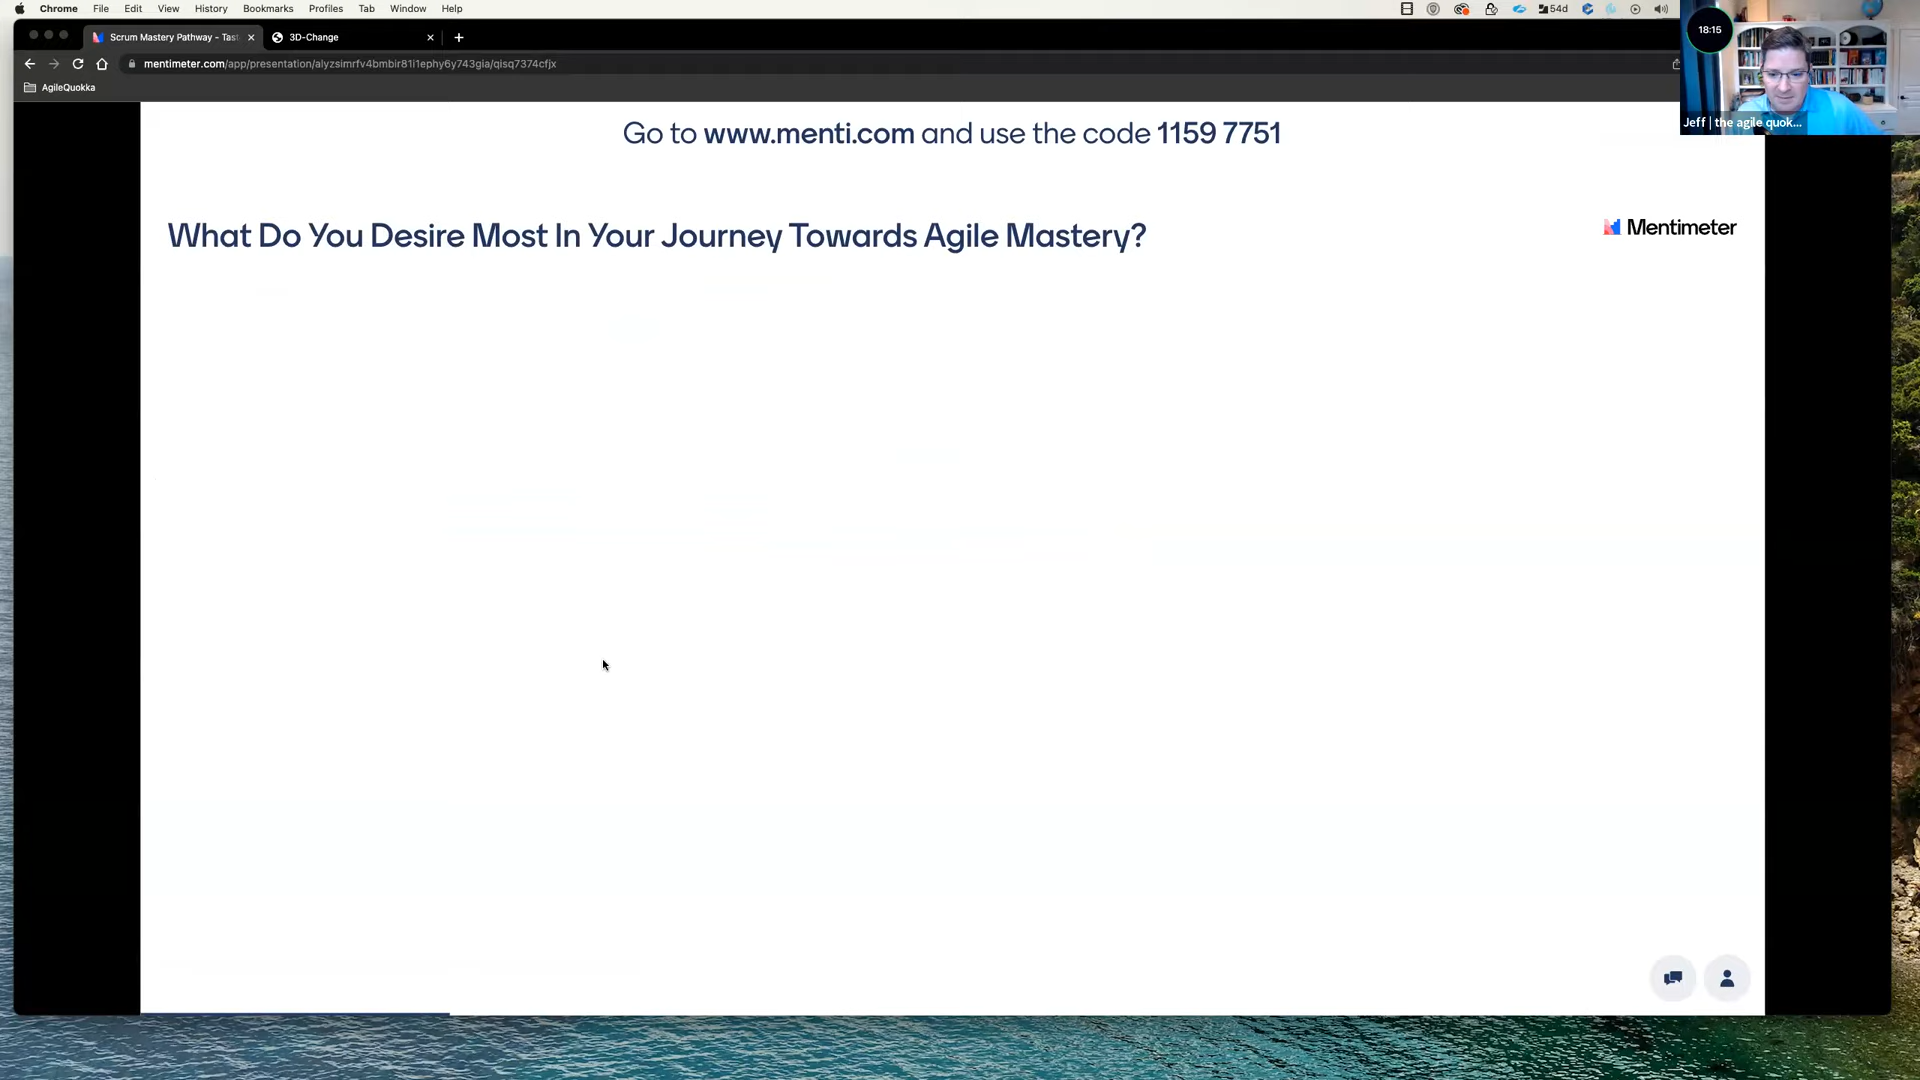 Chrome File Edit View History Bookmarks Profiles Tab Window Help
54d
Scrum Mastery Pathway - Tast
3D-Change
mentimeter.com/app/presentation/alyzsimrfv4bmbir81i1ephy6y743gia/qisq7374cfjx
AgileQuokka
18:15
Jeff | the agile quok...
Go to www.menti.com and use the code 1159 7751
What Do You Desire Most In Your Journey Towards Agile Mastery?
Mentimeter